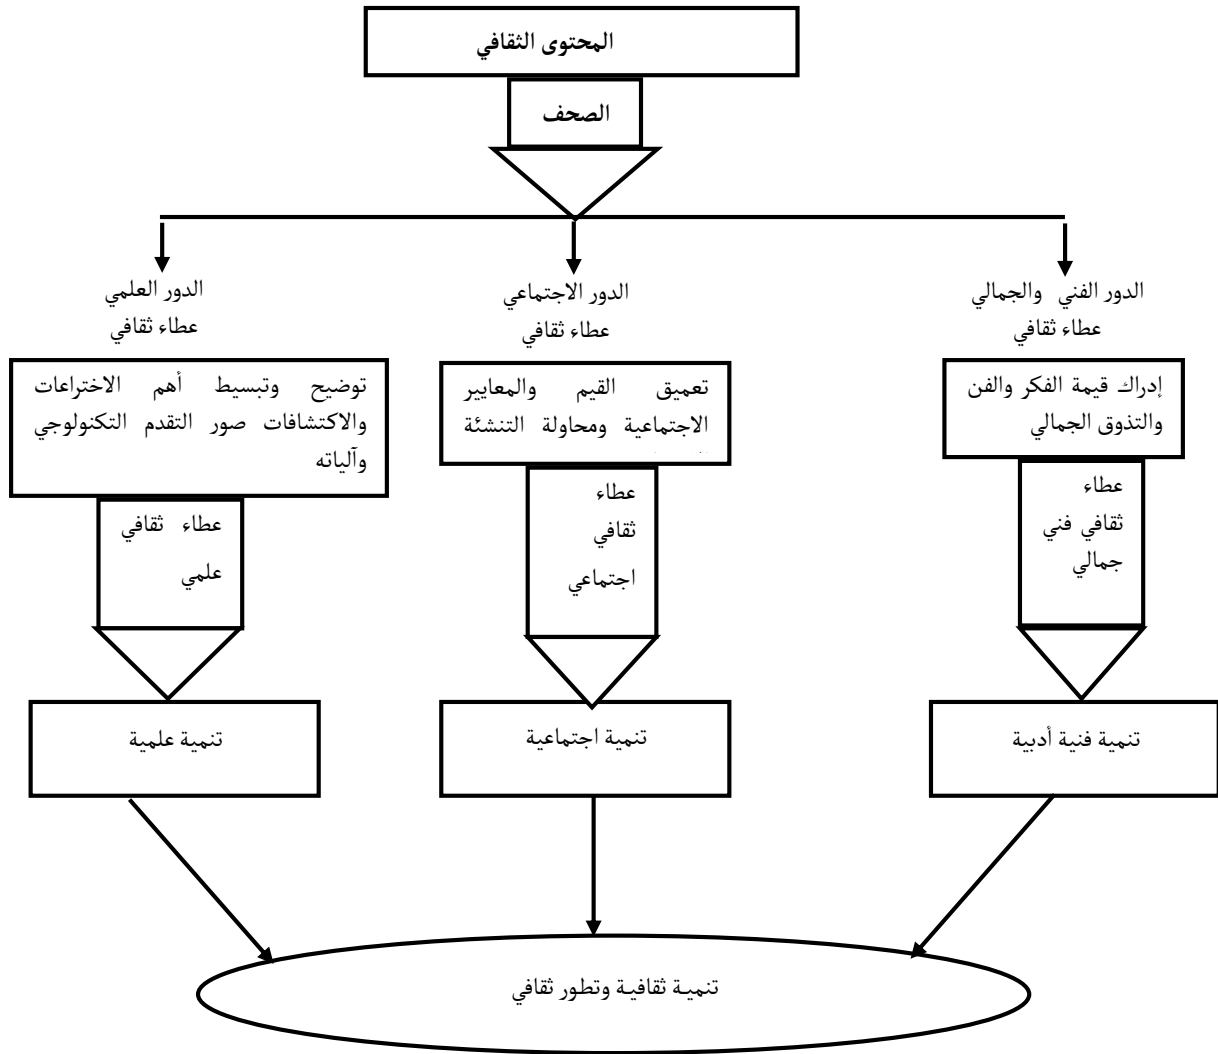 المحتوى الثقافي
الصحف
الدور الفني والجمالي
عطاء ثقافي
إدراك قيمة الفكر والفن
والتذوق الجمالي
عطاء
ثقافي فني
جمالي
تنمية فنية أدبية
الدور الاجتماعي
عطاء ثقافي
تعميق القيم والمعايير
الاجتماعية ومحاولة التنشئة
عطاء
ثقافي
اجتماعي
تنمية اجتماعية
الدور العلمي
عطاء ثقافي
توضيح وتبسيط أهم الاختراعات
والاكتشافات صور التقدم التكنولوجي
وآلياته
عطاء ثقافي
علمي
تنمية علمية
تنمية ثقافية وتطور ثقافي